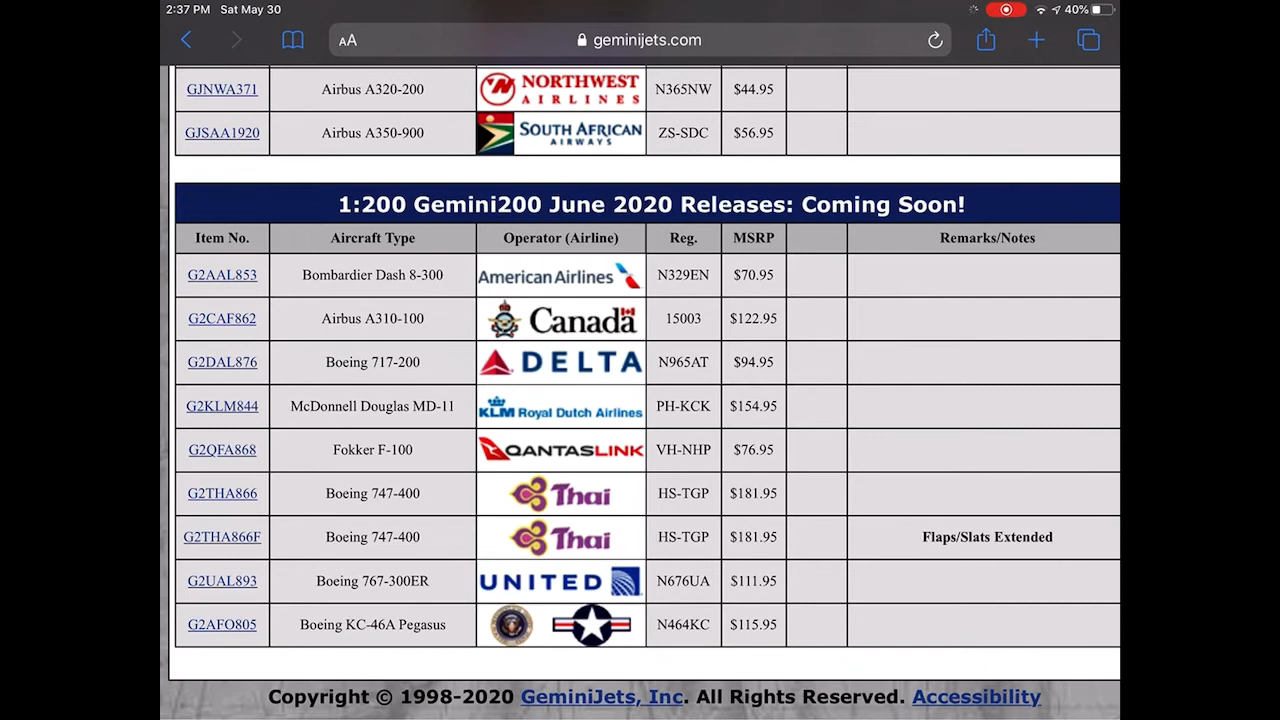 2:37 PM Sat May 30 40%
AA geminijets.com
GJNWA371 Airbus A320-200 NORTHWEST AIRLINES N365NW $44.95
GJSAA1920 Airbus A350-900 SOUTH AFRICAN AIRWAYS ZS-SDC $56.95
1:200 Gemini200 June 2020 Releases: Coming Soon!
Item No. Aircraft Type Operator (Airline) Reg. MSRP Remarks/Notes
G2AAL853 Bombardier Dash 8-300 American Airlines N329EN $70.95
G2CAF862 Airbus A310-100 Canada 15003 $122.95
G2DAL876 Boeing 717-200 DELTA N965AT $94.95
G2KLM844 McDonnell Douglas MD-11 KLM Royal Dutch Airlines PH-KCK $154.95
G2QFA868 Fokker F-100 QANTASLINK VH-NHP $76.95
G2THA866 Boeing 747-400 Thai HS-TGP $181.95
G2THA866F Boeing 747-400 Thai HS-TGP $181.95 Flaps/Slats Extended
G2UAL893 Boeing 767-300ER UNITED N676UA $111.95
G2AFO805 Boeing KC-46A Pegasus N464KC $115.95
Copyright © 1998-2020 GeminiJets, Inc. All Rights Reserved. Accessibility